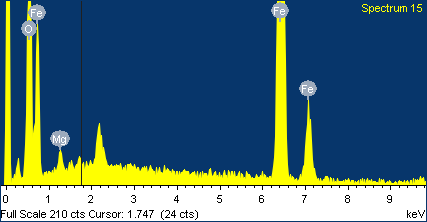 Spectrum 15
Fe Fe
O
Fe
Mg
0 1 2 3 4 5 6 7 8 9
Full Scale 210 cts Cursor: 1.747 (24 cts) keV